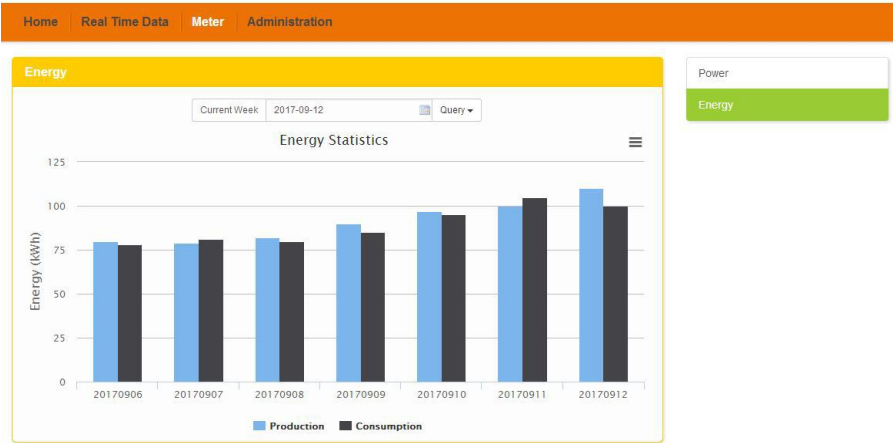 Home Real Time Data Meter Administration
Energy
Power
Energy
Current Week 2017-09-12 Query
Energy Statistics
Energy (kWh)
125
100
75
50
25
0
20170906 20170907 20170908 20170909 20170910 20170911 20170912
Production Consumption